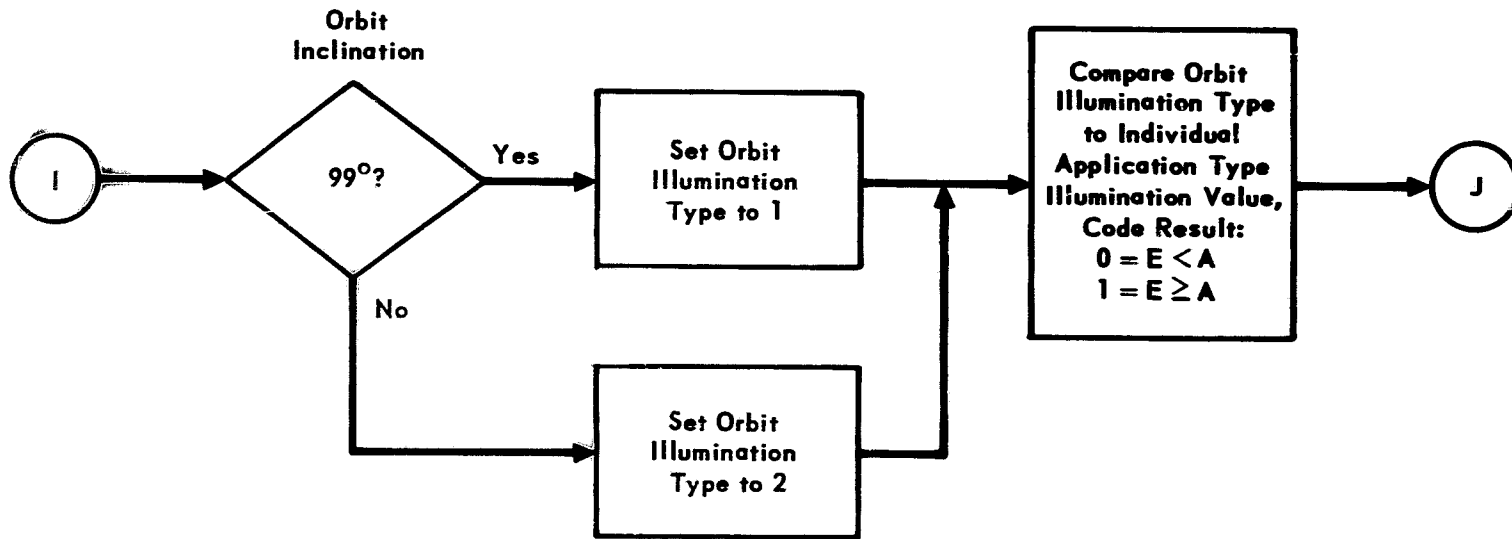 Orbit
Inclination
I
99°?
Yes
No
Set Orbit
Illumination
Type to 1
Set Orbit
Illumination
Type to 2
Compare Orbit
Illumination Type
to Individual
Application Type
Illumination Value,
Code Result:
0 = E < A
1 = E ≥ A
J